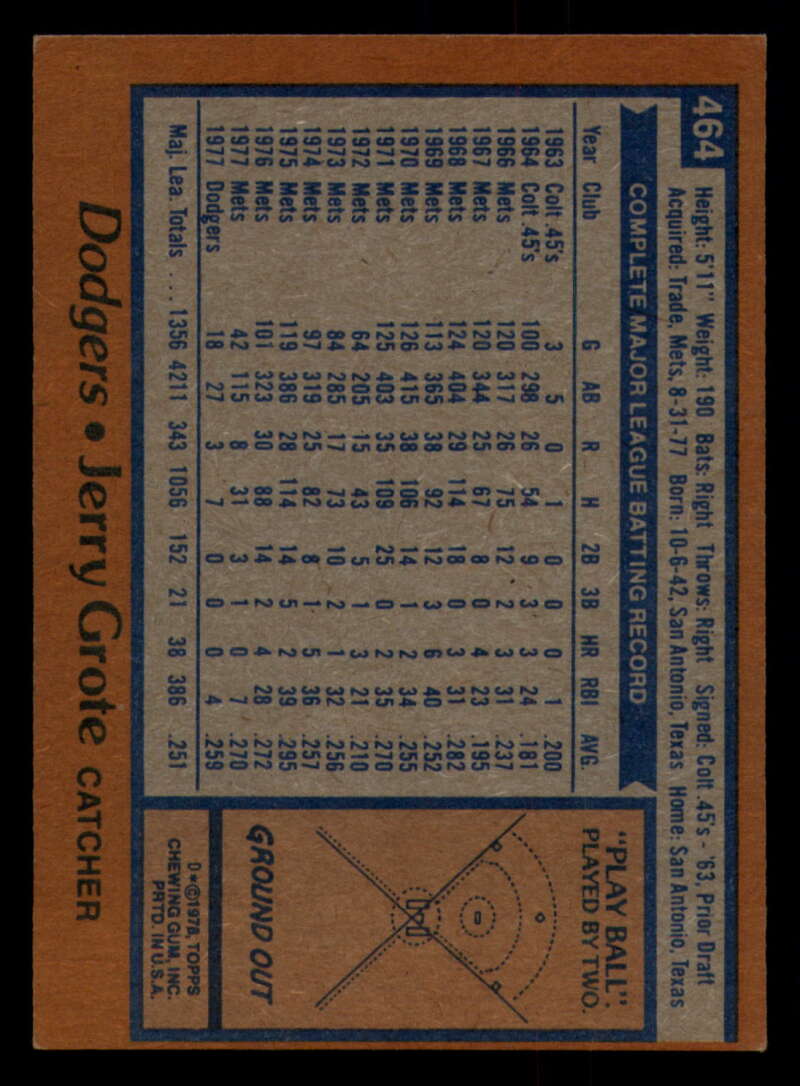 464
Height: 5'11" Weight: 190 Bats: Right Throws: Right Signed: Colt .45's - '63, Prior Draft
Acquired: Trade, Mets, 8-31-77 Born: 10-6-42, San Antonio, Texas Home: San Antonio, Texas
COMPLETE MAJOR LEAGUE BATTING RECORD
Year Club G AB R H 2B 3B HR RBI AVG.
1963 Colt .45's 3 5 0 1 0 0 0 1 .200
1964 Colt .45's 100 298 26 54 9 3 3 24 .181
1966 Mets 120 317 26 75 12 2 3 31 .237
1967 Mets 120 344 25 67 8 0 4 23 .195
1968 Mets 124 404 29 114 18 0 3 31 .282
1969 Mets 113 365 38 92 12 3 6 40 .252
1970 Mets 126 415 38 106 14 1 2 34 .255
1971 Mets 125 403 35 109 25 0 2 35 .270
1972 Mets 64 205 15 43 5 1 3 21 .210
1973 Mets 84 285 17 73 10 2 1 32 .256
1974 Mets 97 319 25 82 8 1 5 36 .257
1975 Mets 119 386 28 114 14 5 2 39 .295
1976 Mets 101 323 30 88 14 2 4 28 .272
1977 Mets 42 115 8 31 3 1 0 7 .270
1977 Dodgers 18 27 3 7 0 0 0 4 .259
Maj. Lea. Totals ... 1356 4211 343 1056 152 21 38 386 .251
"PLAY BALL":
PLAYED BY TWO.
GROUND OUT
D*©1978, TOPPS
CHEWING GUM, INC.
PRTD. IN U.S.A.
Dodgers • Jerry Grote CATCHER